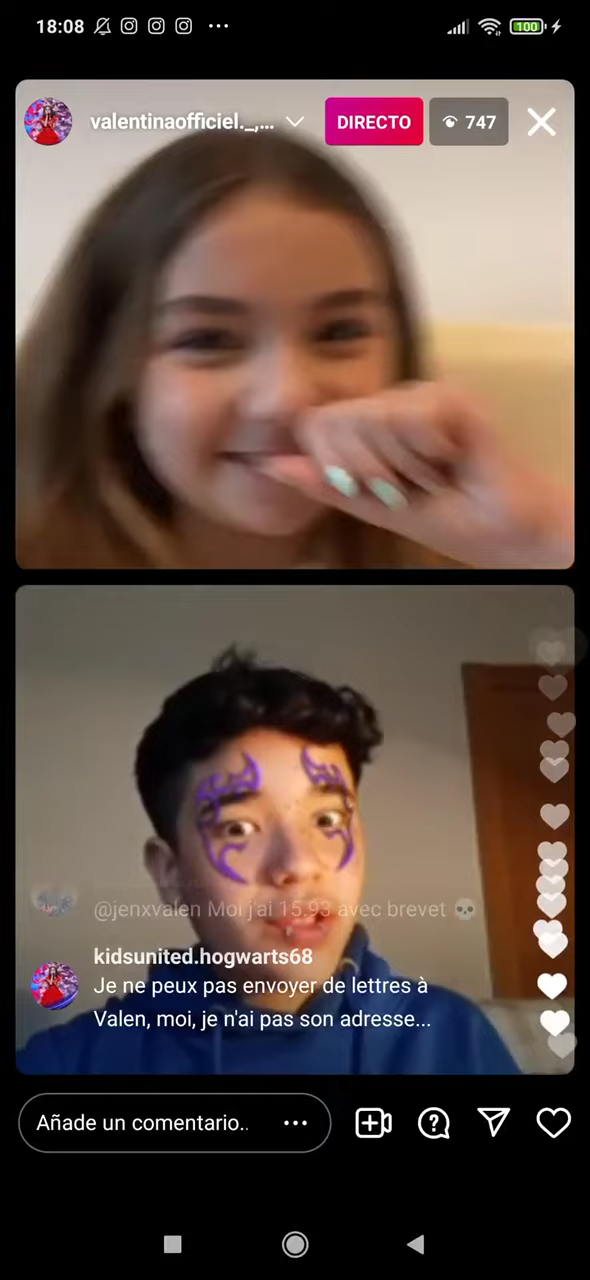 18:08
100
valentinaofficiel._,...
DIRECTO
747
@jenxvalen Moi j'ai 15.93 avec brevet 💀
kidsunited.hogwarts68
Je ne peux pas envoyer de lettres à
Valen, moi, je n'ai pas son adresse...
Añade un comentario..